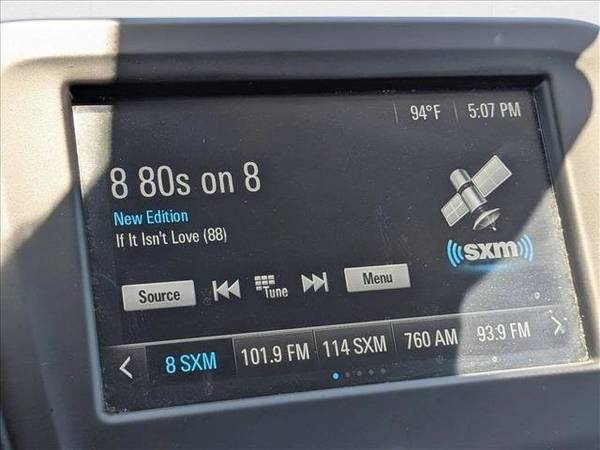 94°F 5:07 PM
8 80s on 8
New Edition
If It Isn't Love (88)
((sxm))
Source Tune Menu
8 SXM 101.9 FM 114 SXM 760 AM 93.9 FM